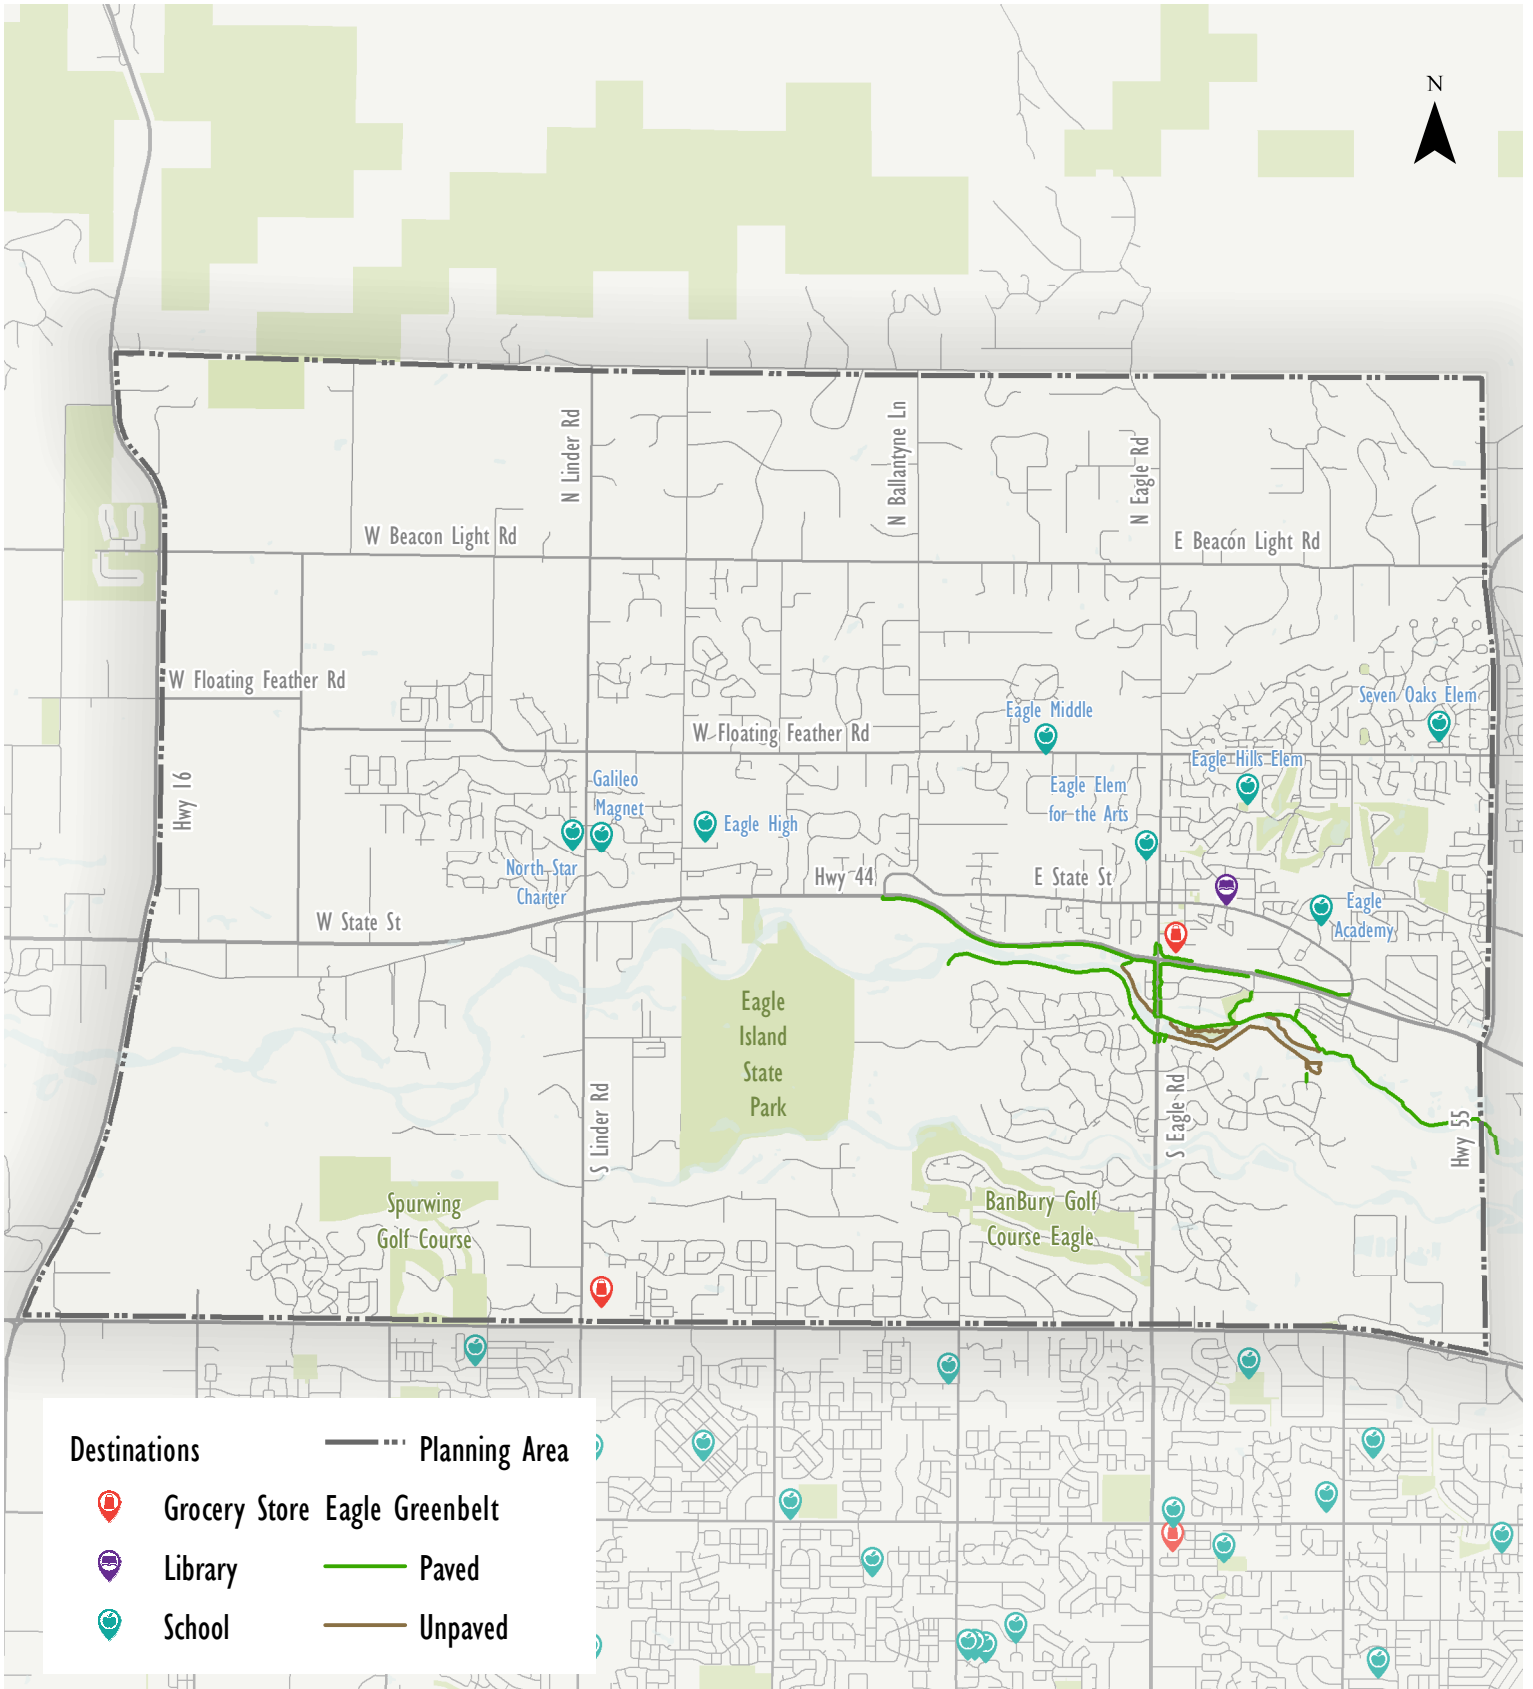 N
N Linder Rd
N Ballantyne Ln
N Eagle Rd
W Beacon Light Rd
E Beacon Light Rd
W Floating Feather Rd
Seven Oaks Elem
Eagle Middle
W Floating Feather Rd
Eagle Hills Elem
Hwy 16
Galileo
Magnet
Eagle Elem
for the Arts
Eagle High
North Star
Charter
Hwy 44
E State St
Eagle
Academy
W State St
Eagle
Island
State
Park
S Linder Rd
S Eagle Rd
Hwy 55
Spurwing
Golf Course
BanBury Golf
Course Eagle
Destinations
Planning Area
Grocery Store
Eagle Greenbelt
Library
Paved
School
Unpaved